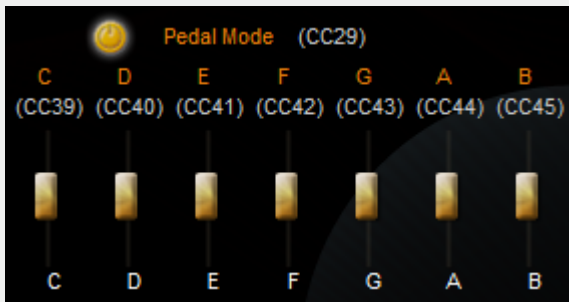 Pedal Mode (CC29)
C D E F G A B
(CC39) (CC40) (CC41) (CC42) (CC43) (CC44) (CC45)
C D E F G A B